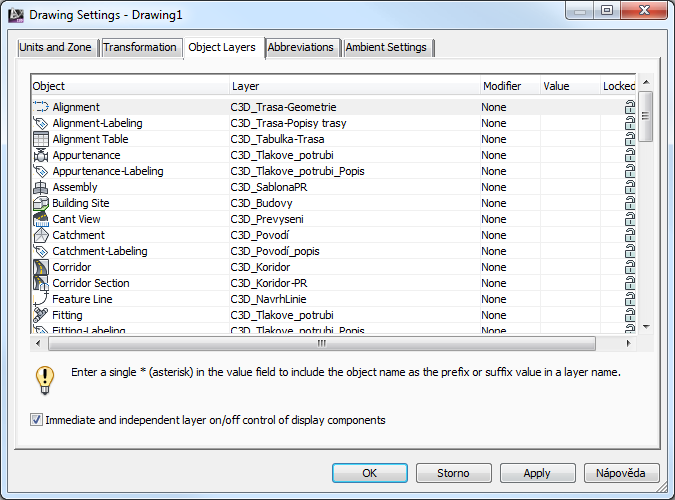 Drawing Settings - Drawing1
Units and Zone Transformation Object Layers Abbreviations Ambient Settings
Object Layer Modifier Value Locked
Alignment C3D_Trasa-Geometrie None
Alignment-Labeling C3D_Trasa-Popisy trasy None
Alignment Table C3D_Tabulka-Trasa None
Appurtenance C3D_Tlakove_potrubi None
Appurtenance-Labeling C3D_Tlakove_potrubi_Popis None
Assembly C3D_SablonaPR None
Building Site C3D_Budovy None
Cant View C3D_Prevyseni None
Catchment C3D_Povodí None
Catchment-Labeling C3D_Povodí_popis None
Corridor C3D_Koridor None
Corridor Section C3D_Koridor-PR None
Feature Line C3D_NavrhLinie None
Fitting C3D_Tlakove_potrubi None
Fitting-Labeling C3D_Tlakove_potrubi_Popis None
Enter a single * (asterisk) in the value field to include the object name as the prefix or suffix value in a layer name.
Immediate and independent layer on/off control of display components
OK Storno Apply Nápověda